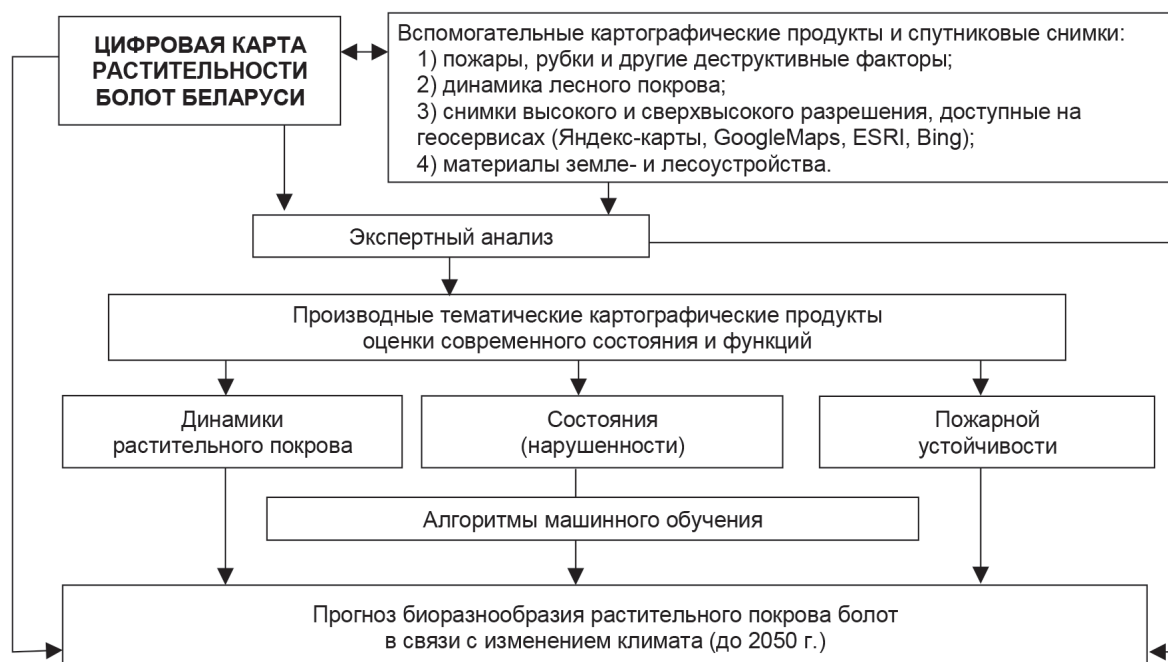 ЦИФРОВАЯ КАРТА
РАСТИТЕЛЬНОСТИ
БОЛОТ БЕЛАРУСИ
Вспомогательные картографические продукты и спутниковые снимки:
1) пожары, рубки и другие деструктивные факторы;
2) динамика лесного покрова;
3) снимки высокого и сверхвысокого разрешения, доступные на
геосервисах (Яндекс-карты, GoogleMaps, ESRI, Bing);
4) материалы земле- и лесоустройства.
Экспертный анализ
Производные тематические картографические продукты
оценки современного состояния и функций
Динамики
растительного покрова
Состояния
(нарушенности)
Пожарной
устойчивости
Алгоритмы машинного обучения
Прогноз биоразнообразия растительного покрова болот
в связи с изменением климата (до 2050 г.)